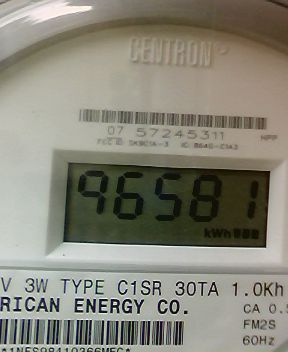 CENTRON
07 57245311 HPP
96581
kWh
V 3W TYPE C1SR 30TA 1.0Kh
RICAN ENERGY CO.
CA 0.5
FM2S
60Hz